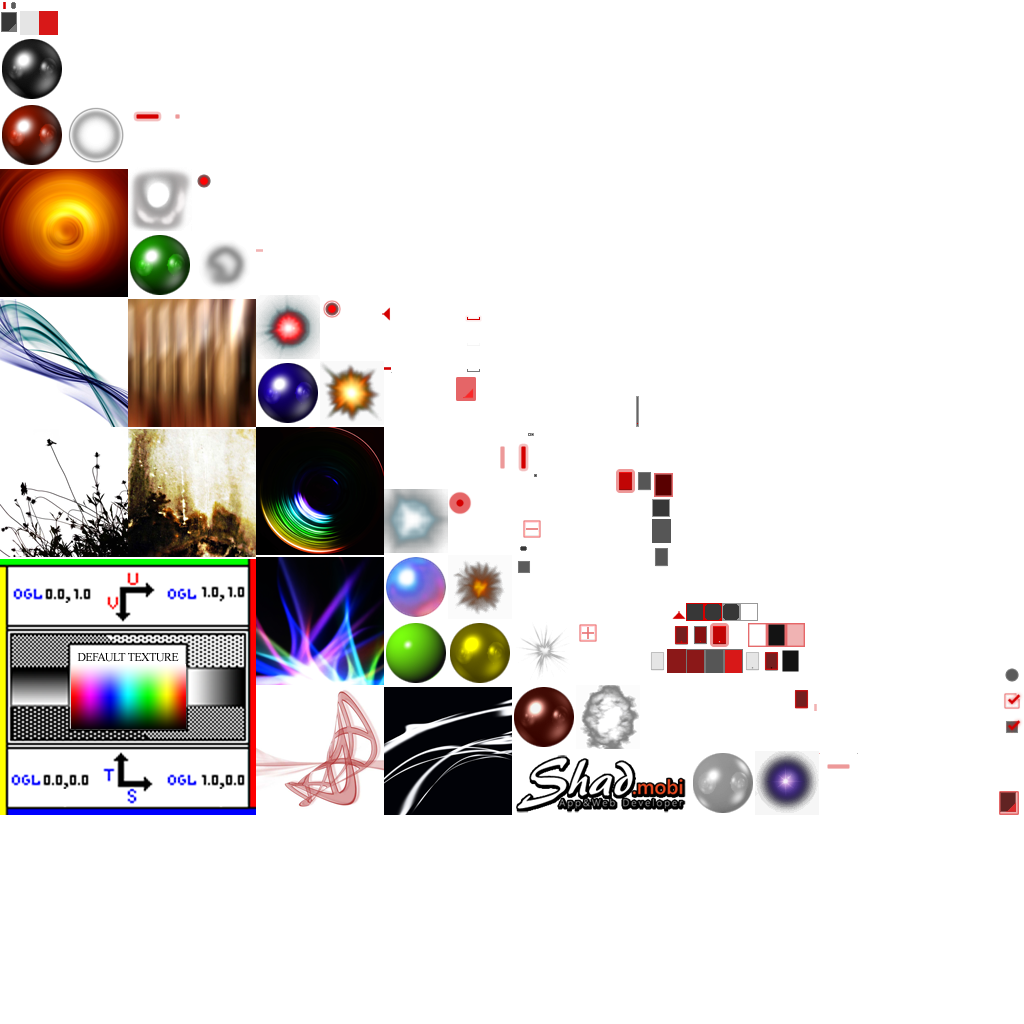 OGL 0.0, 1.0
U
V
OGL 1.0, 1.0
DEFAULT TEXTURE
OGL 0.0, 0.0
T
S
OGL 1.0, 0.0
Shad.mobi
App&Web Developer